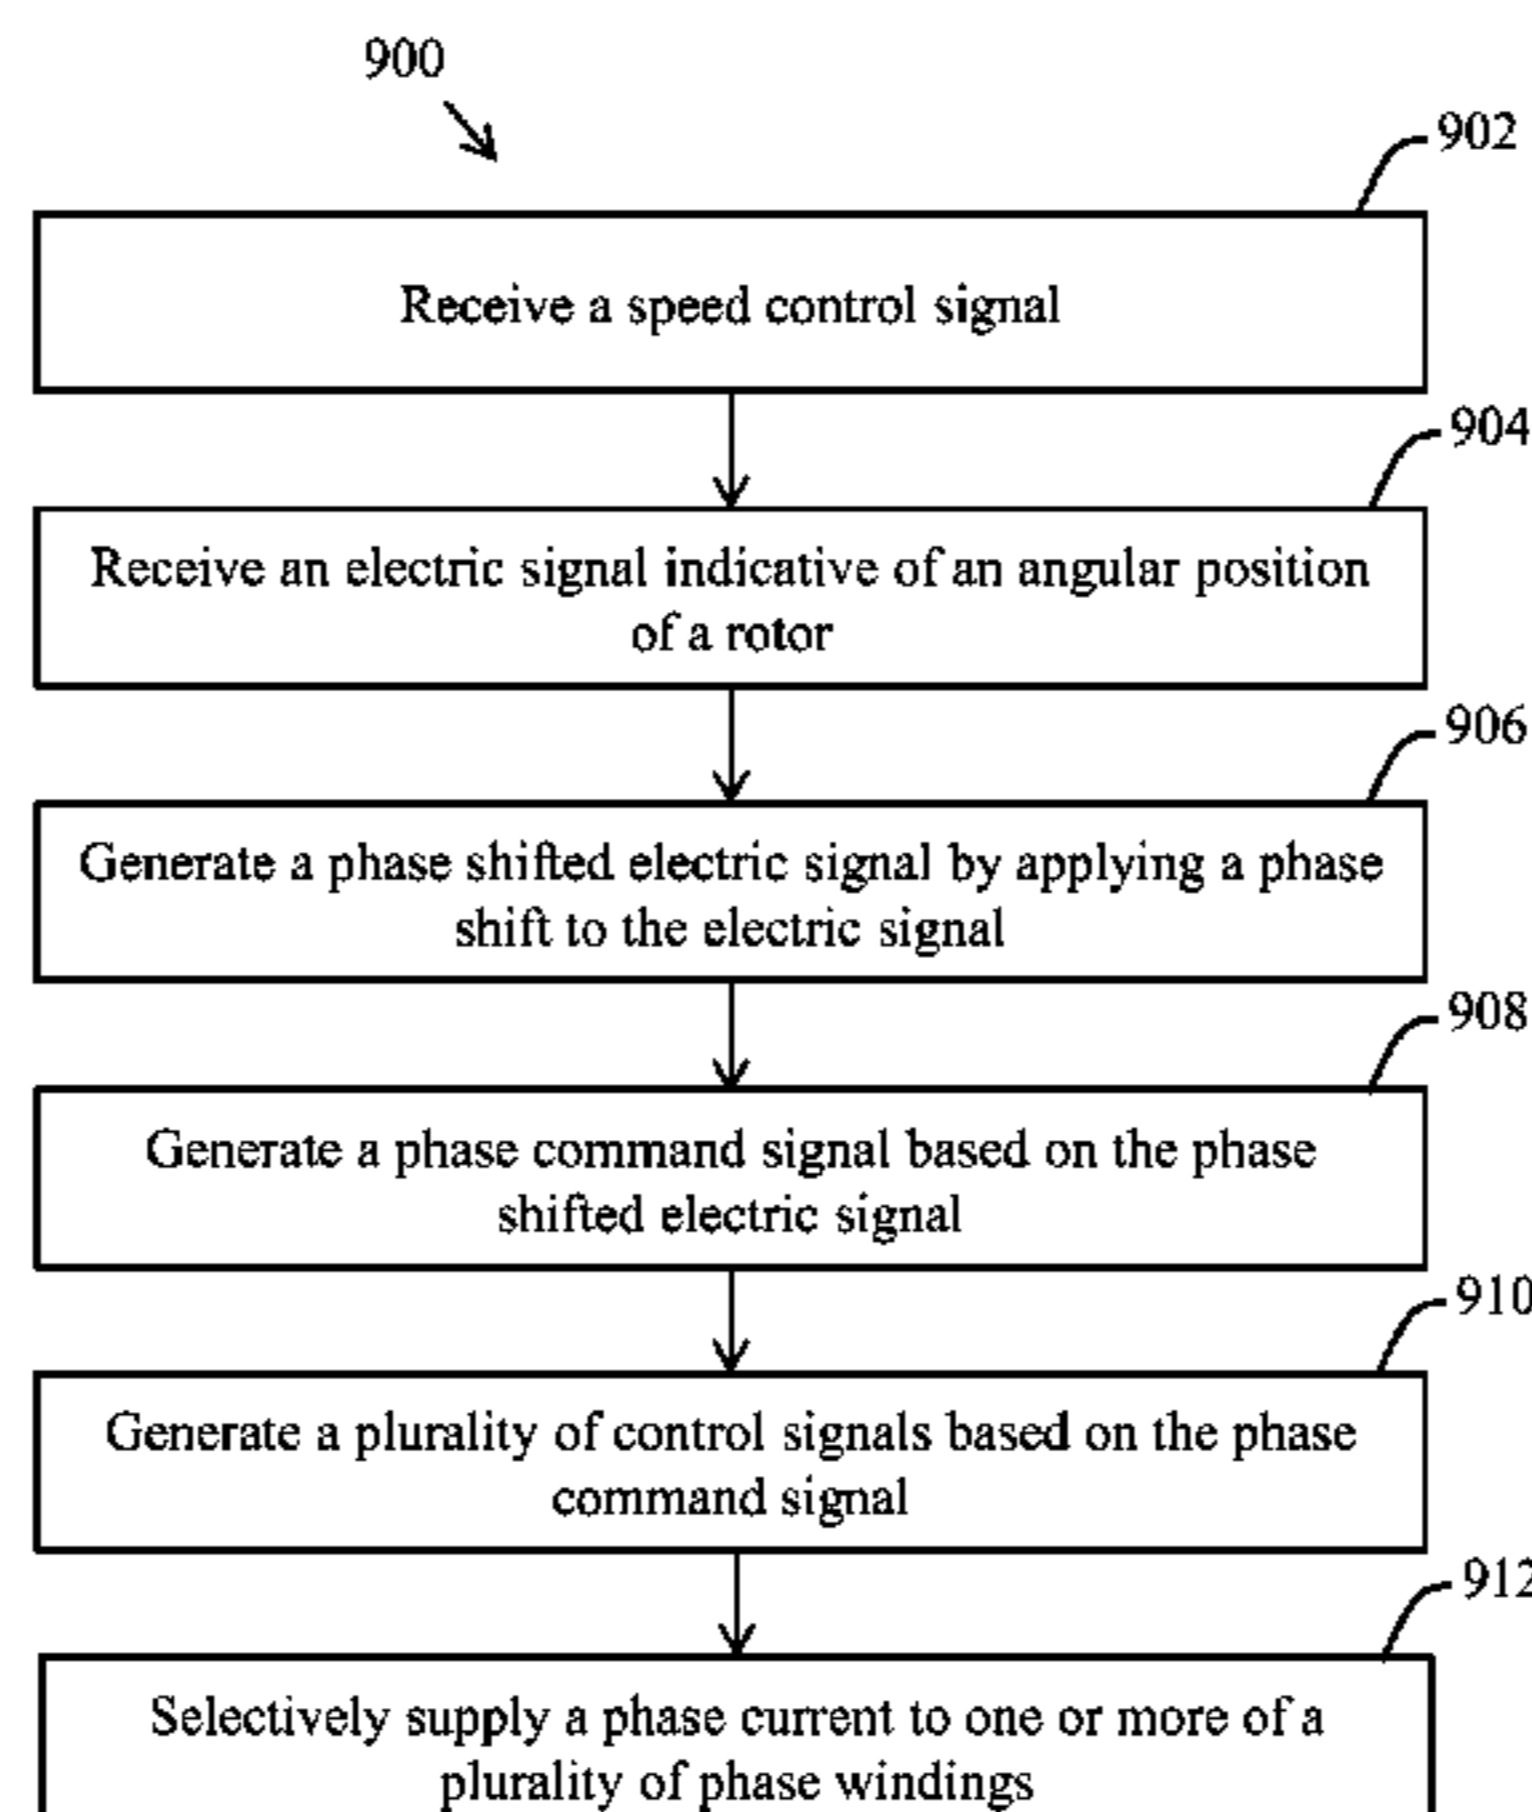 900
902
Receive a speed control signal
904
Receive an electric signal indicative of an angular position
of a rotor
906
Generate a phase shifted electric signal by applying a phase
shift to the electric signal
908
Generate a phase command signal based on the phase
shifted electric signal
910
Generate a plurality of control signals based on the phase
command signal
912
Selectively supply a phase current to one or more of a
plurality of phase windings